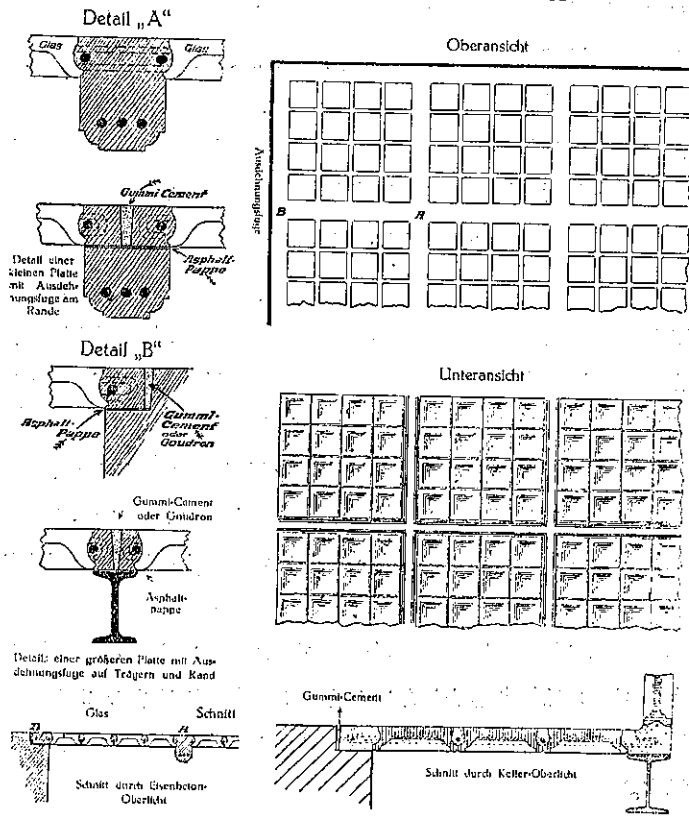 Detail „A"
Glas
Glas
Gummi Cement
Asphalt-
Pappe
Detail einer
kleinen Platte
mit Ausdeh-
nungsfuge am
Rande
Detail „B"
Asphalt-
Pappe
Gummi-
Cement
oder
Goudron
Gummi-Cement
oder Goudron
Asphalt-
pappe
Details einer größeren Platte mit Aus-
dehnungsfuge auf Trägern und Rand
Glas
Schnitt
B
A
Schnitt durch Eisenbeton-
Oberlicht
Oberansicht
Ausdehnungsfuge
B
A
Unteransicht
Gummi-Cement
Schnitt durch Keller-Oberlicht